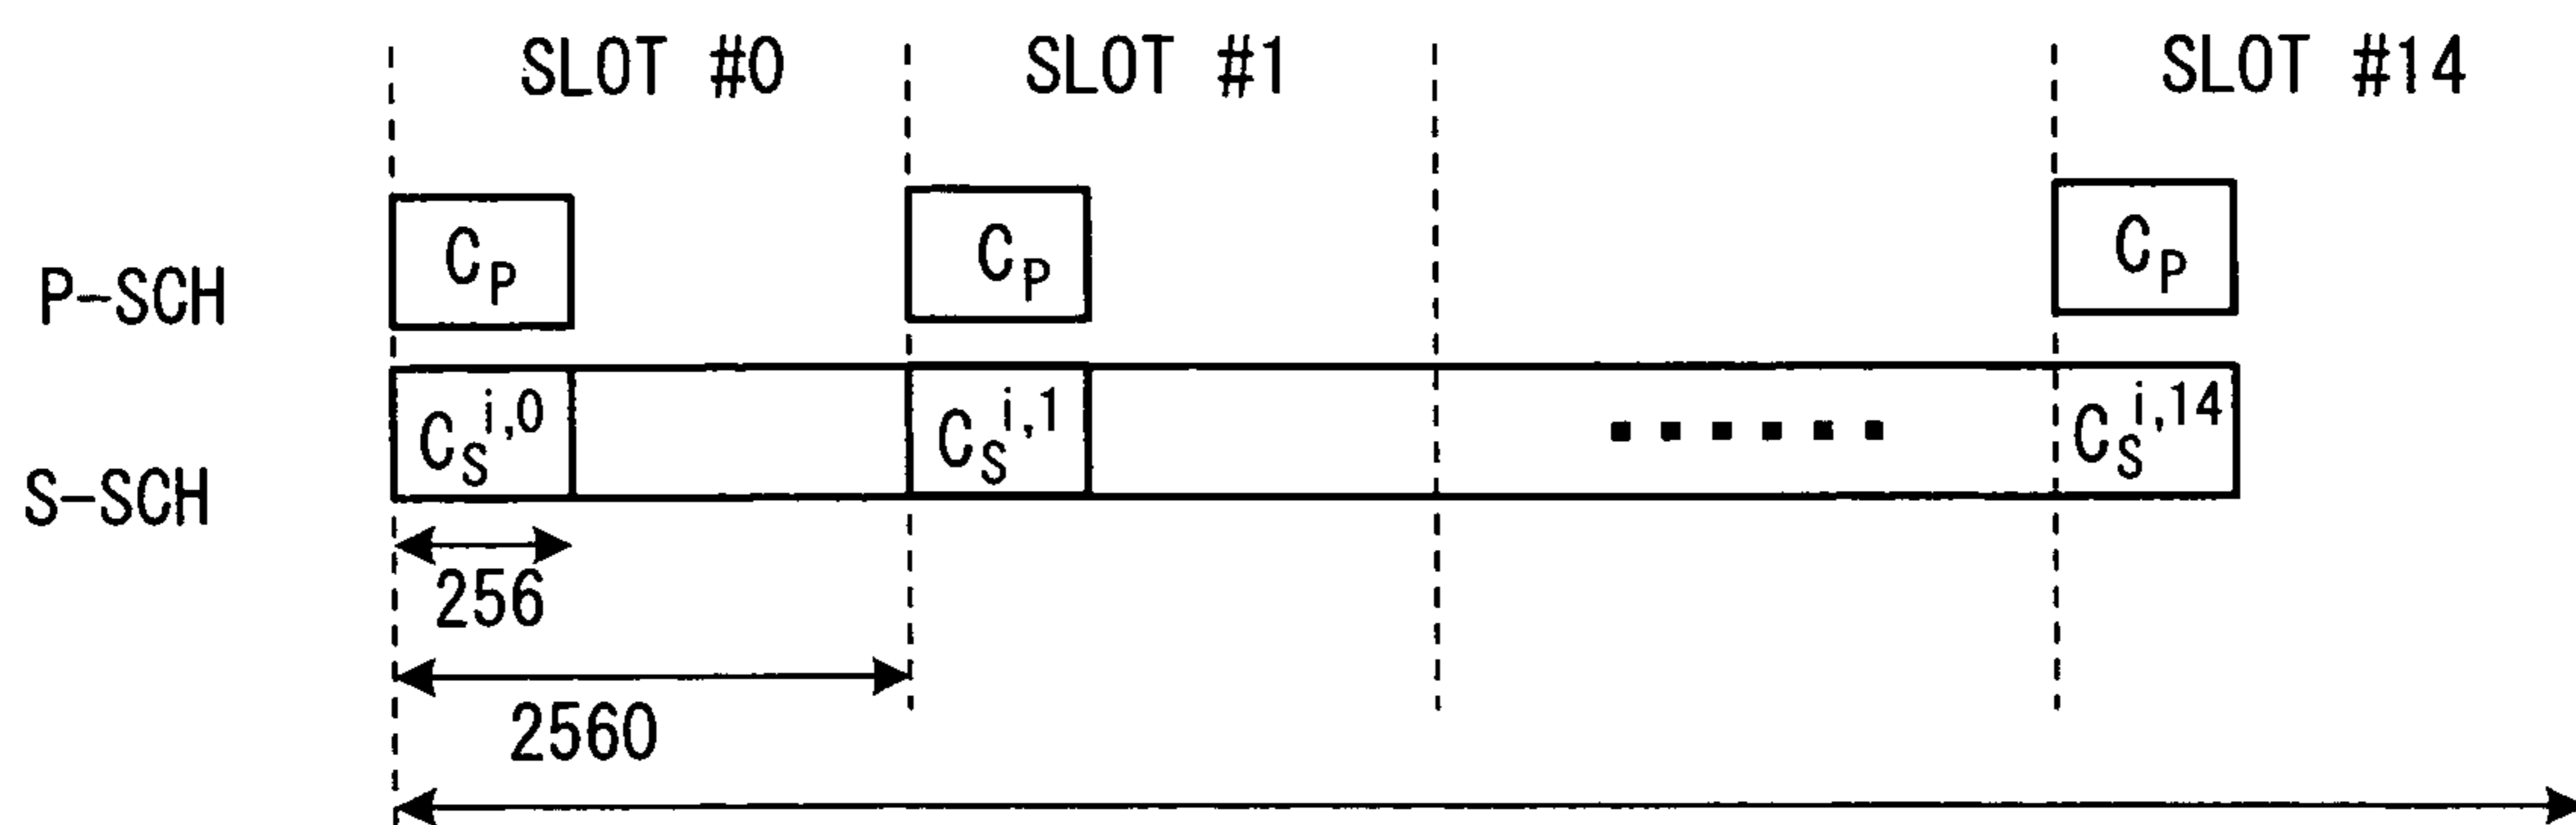 SLOT #0 SLOT #1 SLOT #14
P-SCH C_P C_P C_P
S-SCH C_S^{i,0} C_S^{i,1} ▪▪▪▪▪▪ C_S^{i,14}
256
2560